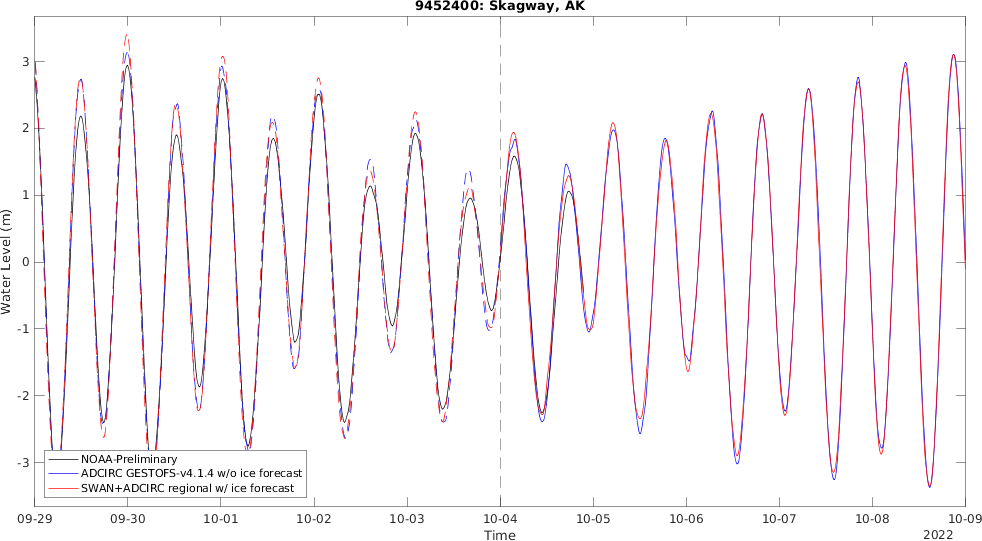 9452400: Skagway, AK
Water Level (m)
3
2
1
0
-1
-2
-3
NOAA-Preliminary
ADCIRC GESTOFS-v4.1.4 w/o ice forecast
SWAN+ADCIRC regional w/ ice forecast
09-29 09-30 10-01 10-02 10-03 10-04 10-05 10-06 10-07 10-08 10-09
Time
2022